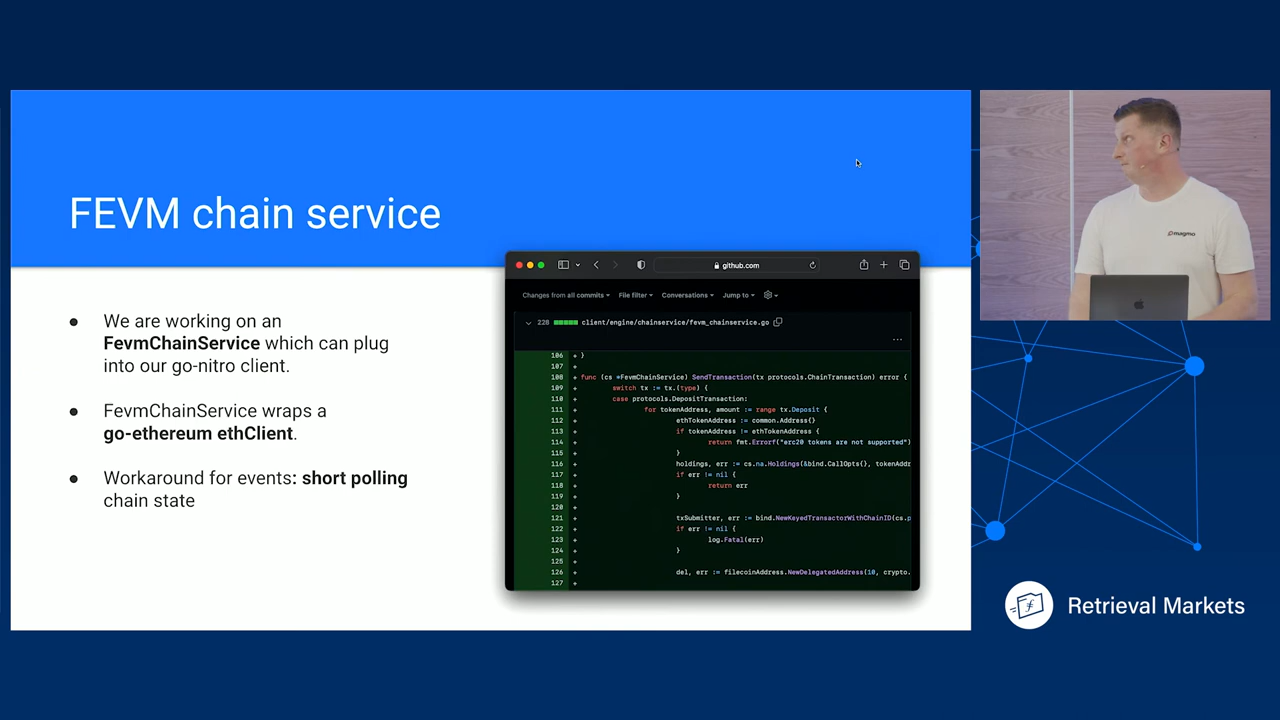 FEVM chain service
We are working on an
FevmChainService which can plug
into our go-nitro client.
FevmChainService wraps a
go-ethereum ethClient.
Workaround for events: short polling
chain state
github.com
Changes from all commits
File filter
Conversations
Jump to
228 client/engine/chainservice/fevm_chainservice.go
...
106 + }
107 +
108 + func (cs *FevmChainService) SendTransaction(tx protocols.ChainTransaction) error {
109 + switch tx := tx.(type) {
110 + case protocols.DepositTransaction:
111 + for tokenAddress, amount := range tx.Deposit {
112 + ethTokenAddress := common.Address{}
113 + if tokenAddress != ethTokenAddress {
114 + return fmt.Errorf("erc20 tokens are not supported")
115 + }
116 + holdings, err := cs.na.Holdings(&bind.CallOpts{}, tokenAddr
117 + if err != nil {
118 + return err
119 + }
120 +
121 + txSubmitter, err := bind.NewKeyedTransactorWithChainID(cs.p
122 + if err != nil {
123 + log.Fatal(err)
124 + }
125 +
126 + del, err := filecoinAddress.NewDelegatedAddress(10, crypto.
127 +
magmo
Retrieval Markets